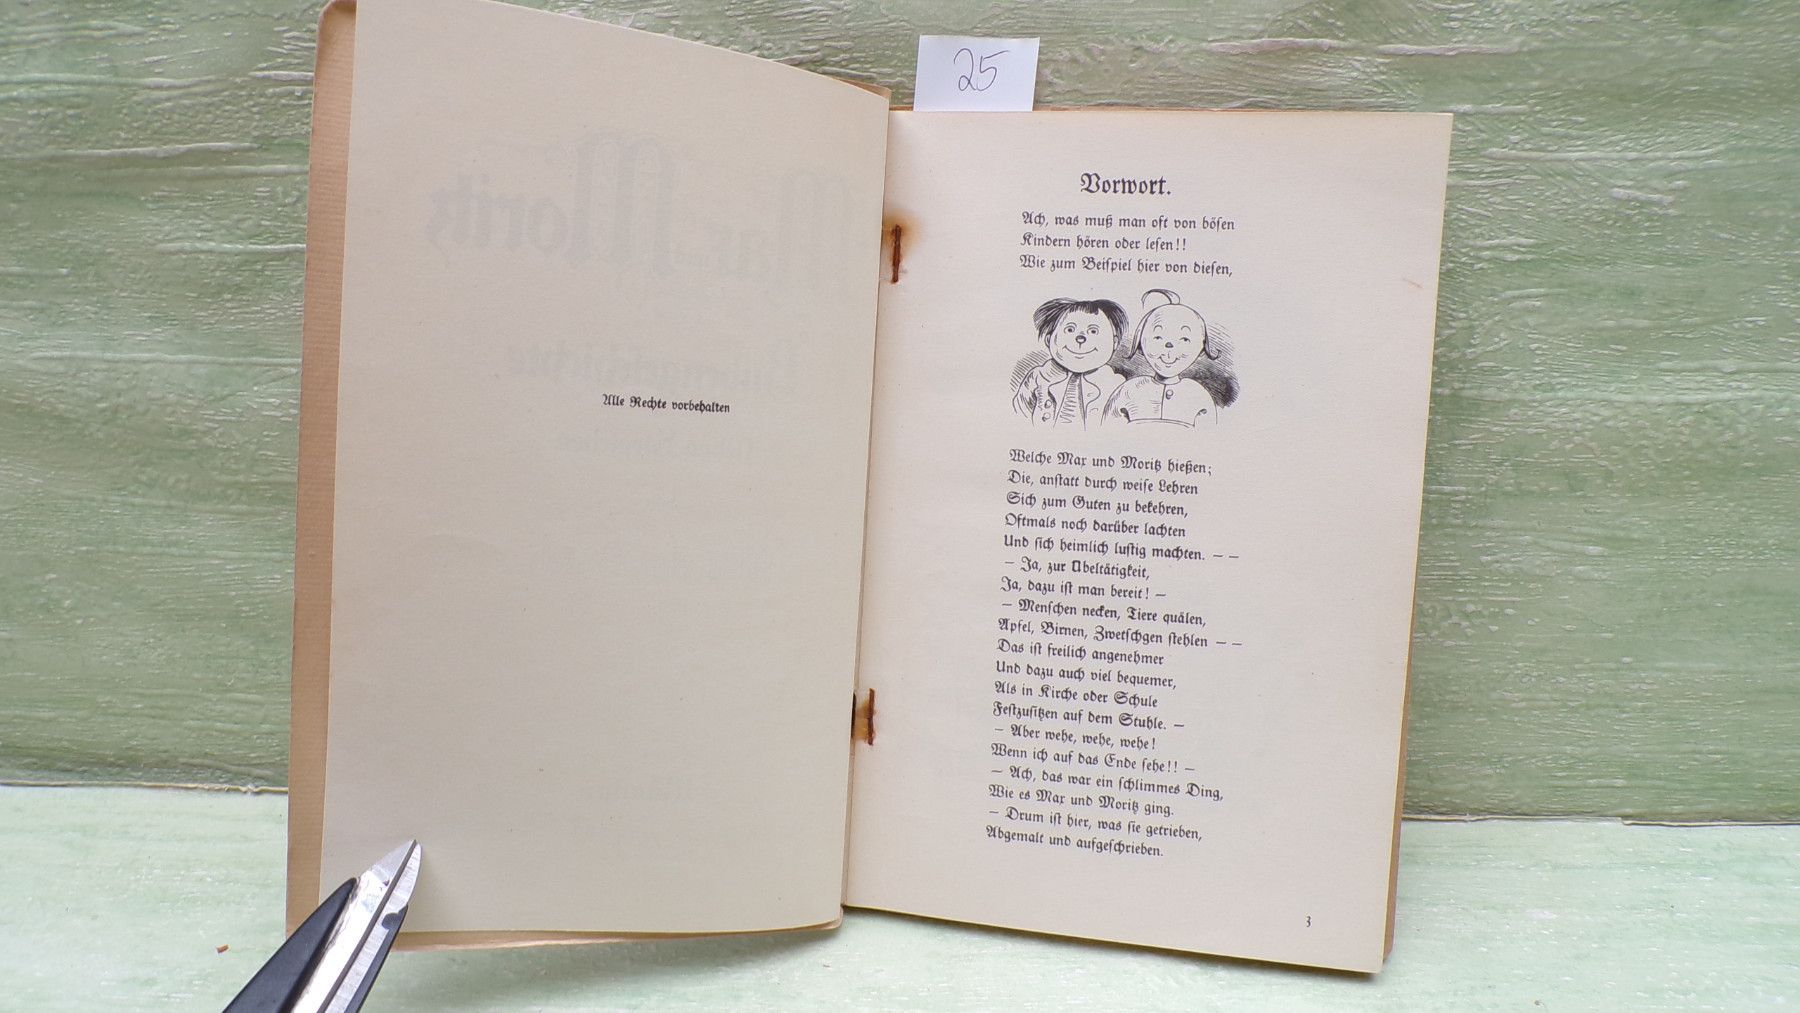 25
Alle Rechte vorbehalten
Vorwort.
Ach, was muß man oft von bösen
Kindern hören oder lesen!!
Wie zum Beispiel hier von diesen,
Welche Max und Moritz hießen;
Die, anstatt durch weise Lehren
Sich zum Guten zu bekehren,
Oftmals noch darüber lachten
Und sich heimlich lustig machten. – –
– Ja, zur Übeltätigkeit,
Ja, dazu ist man bereit! –
– Menschen necken, Tiere quälen,
Äpfel, Birnen, Zwetschgen stehlen – –
Das ist freilich angenehmer
Und dazu auch viel bequemer,
Als in Kirche oder Schule
Festzusitzen auf dem Stuhle. –
– Aber wehe, wehe, wehe!
Wenn ich auf das Ende sehe!! –
– Ach, das war ein schlimmes Ding,
Wie es Max und Moritz ging.
– Drum ist hier, was sie getrieben,
Abgemalt und aufgeschrieben.
3